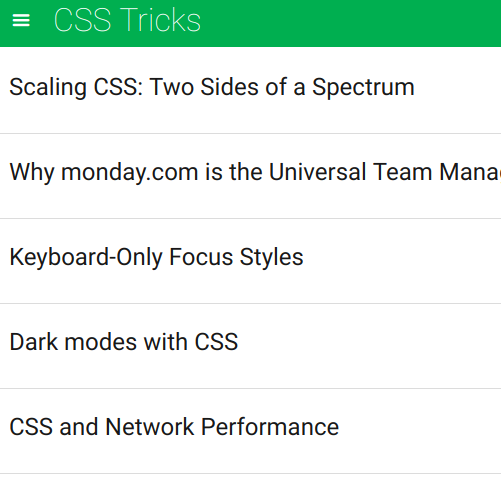 CSS Tricks
Scaling CSS: Two Sides of a Spectrum
Why monday.com is the Universal Team Mana
Keyboard-Only Focus Styles
Dark modes with CSS
CSS and Network Performance